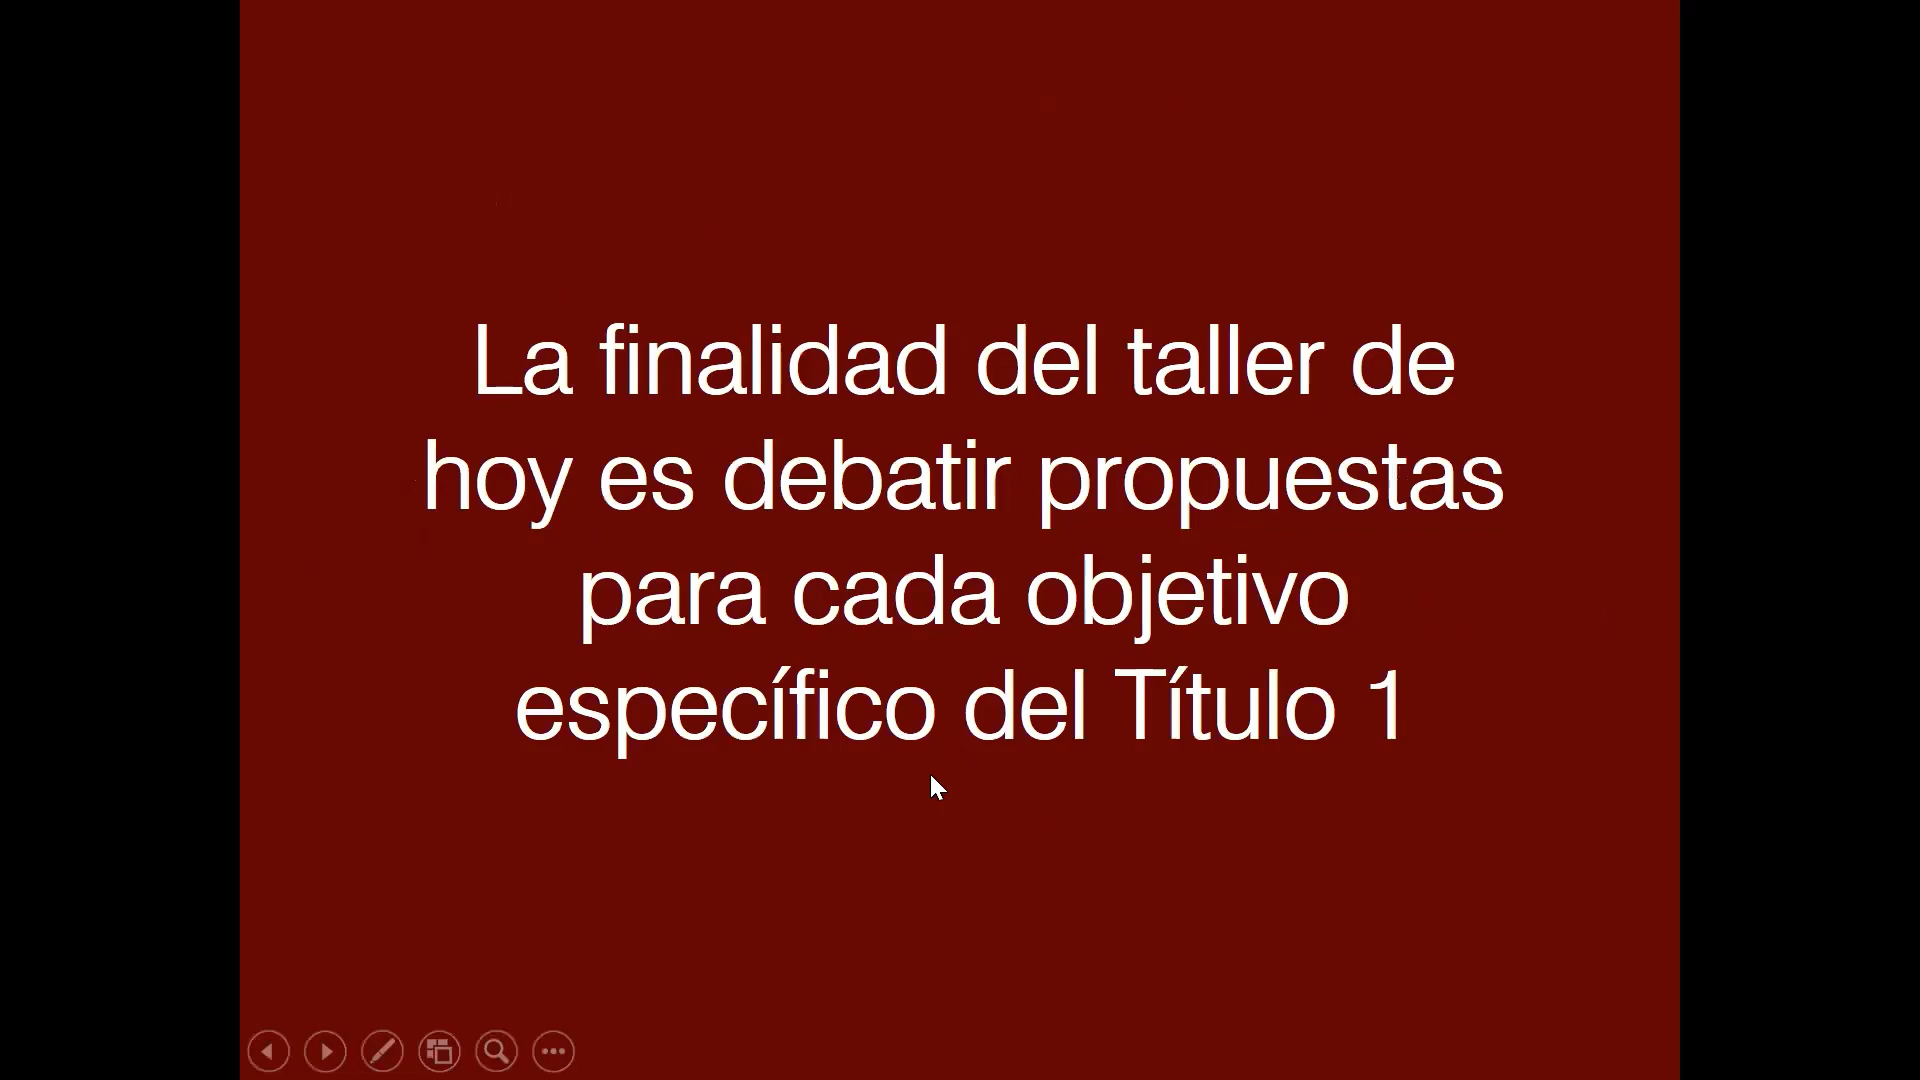 La finalidad del taller de
hoy es debatir propuestas
para cada objetivo
específico del Título 1